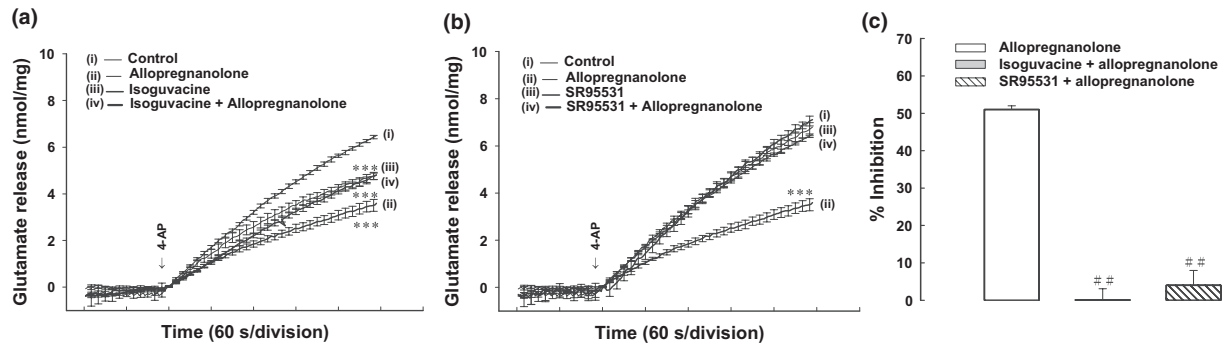 (a)
Glutamate release (nmol/mg)
10
8
6
4
2
0
(i) Control
(ii) Allopregnanolone
(iii) Isoguvacine
(iv) Isoguvacine + Allopregnanolone
(i)
*** (iii)
(iv)
***
(ii)
***
4-AP
↓
Time (60 s/division)
(b)
Glutamate release (nmol/mg)
10
8
6
4
2
0
(i) Control
(ii) Allopregnanolone
(iii) SR95531
(iv) SR95531 + Allopregnanolone
(i)
(iii)
(iv)
***
(ii)
4-AP
↓
Time (60 s/division)
(c)
% Inhibition
70
60
50
40
30
20
10
0
Allopregnanolone
Isoguvacine + allopregnanolone
SR95531 + allopregnanolone
##
##